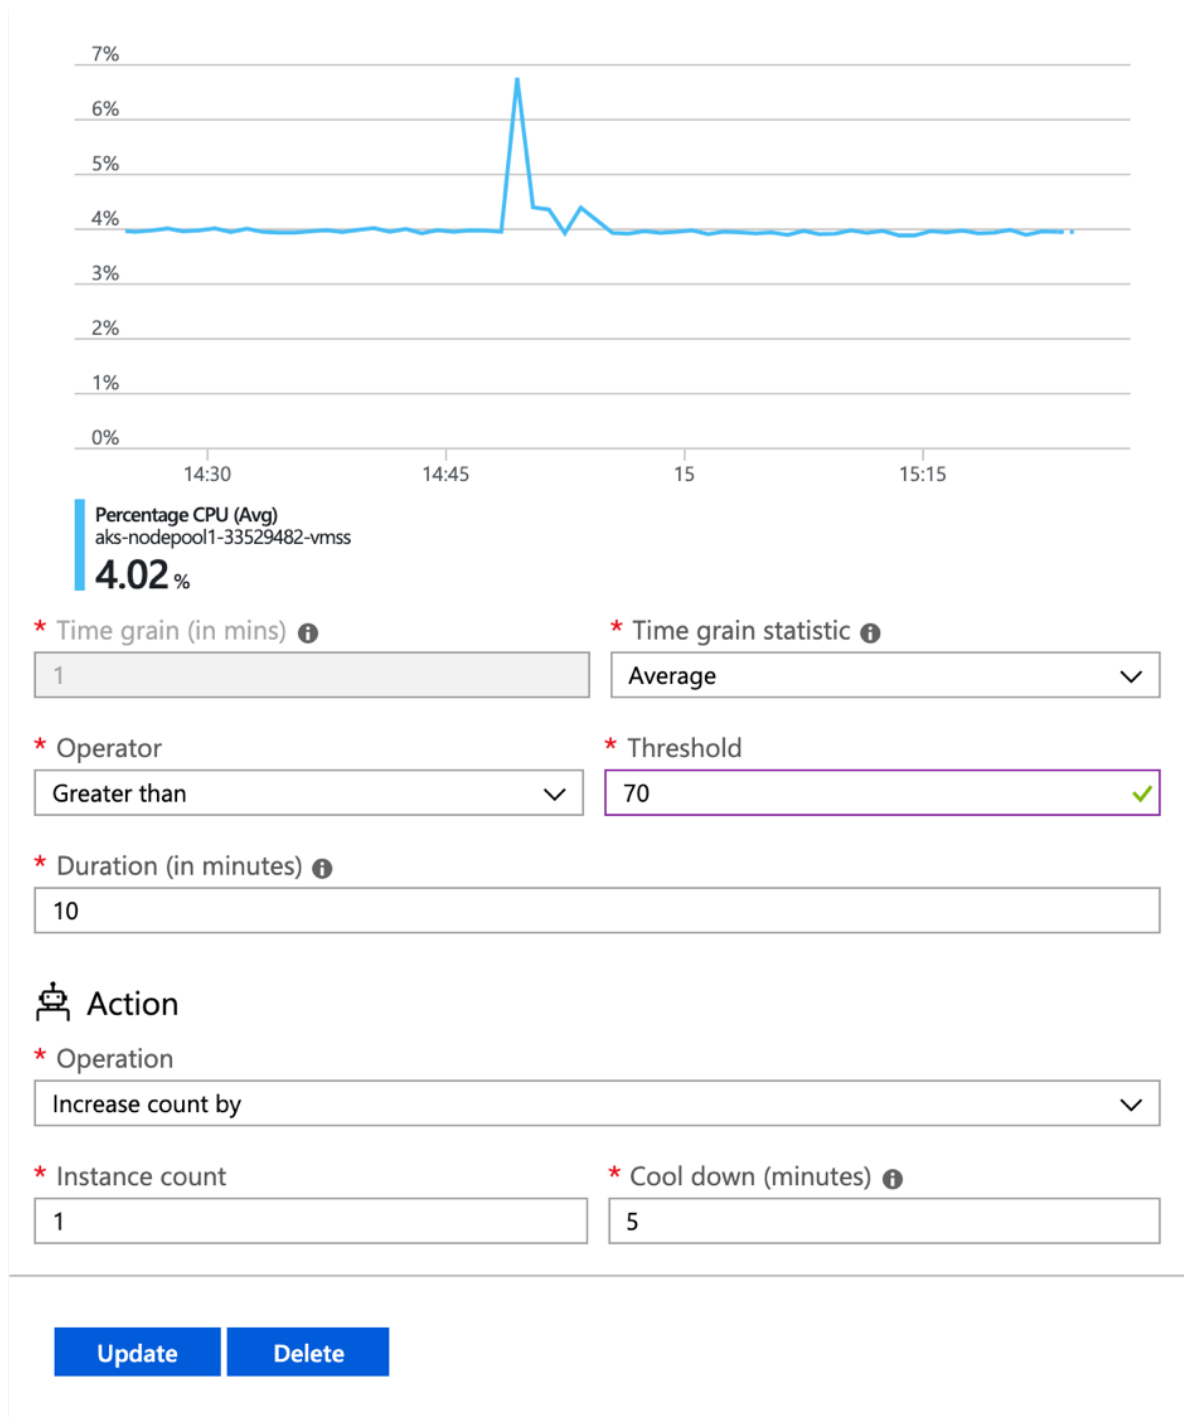 7%
6%
5%
4%
3%
2%
1%
0%
14:30 14:45 15 15:15
Percentage CPU (Avg)
aks-nodepool1-33529482-vmss
4.02 %
* Time grain (in mins) * Time grain statistic
1 Average
* Operator * Threshold
Greater than 70
* Duration (in minutes)
10
Action
* Operation
Increase count by
* Instance count * Cool down (minutes)
1 5
Update Delete